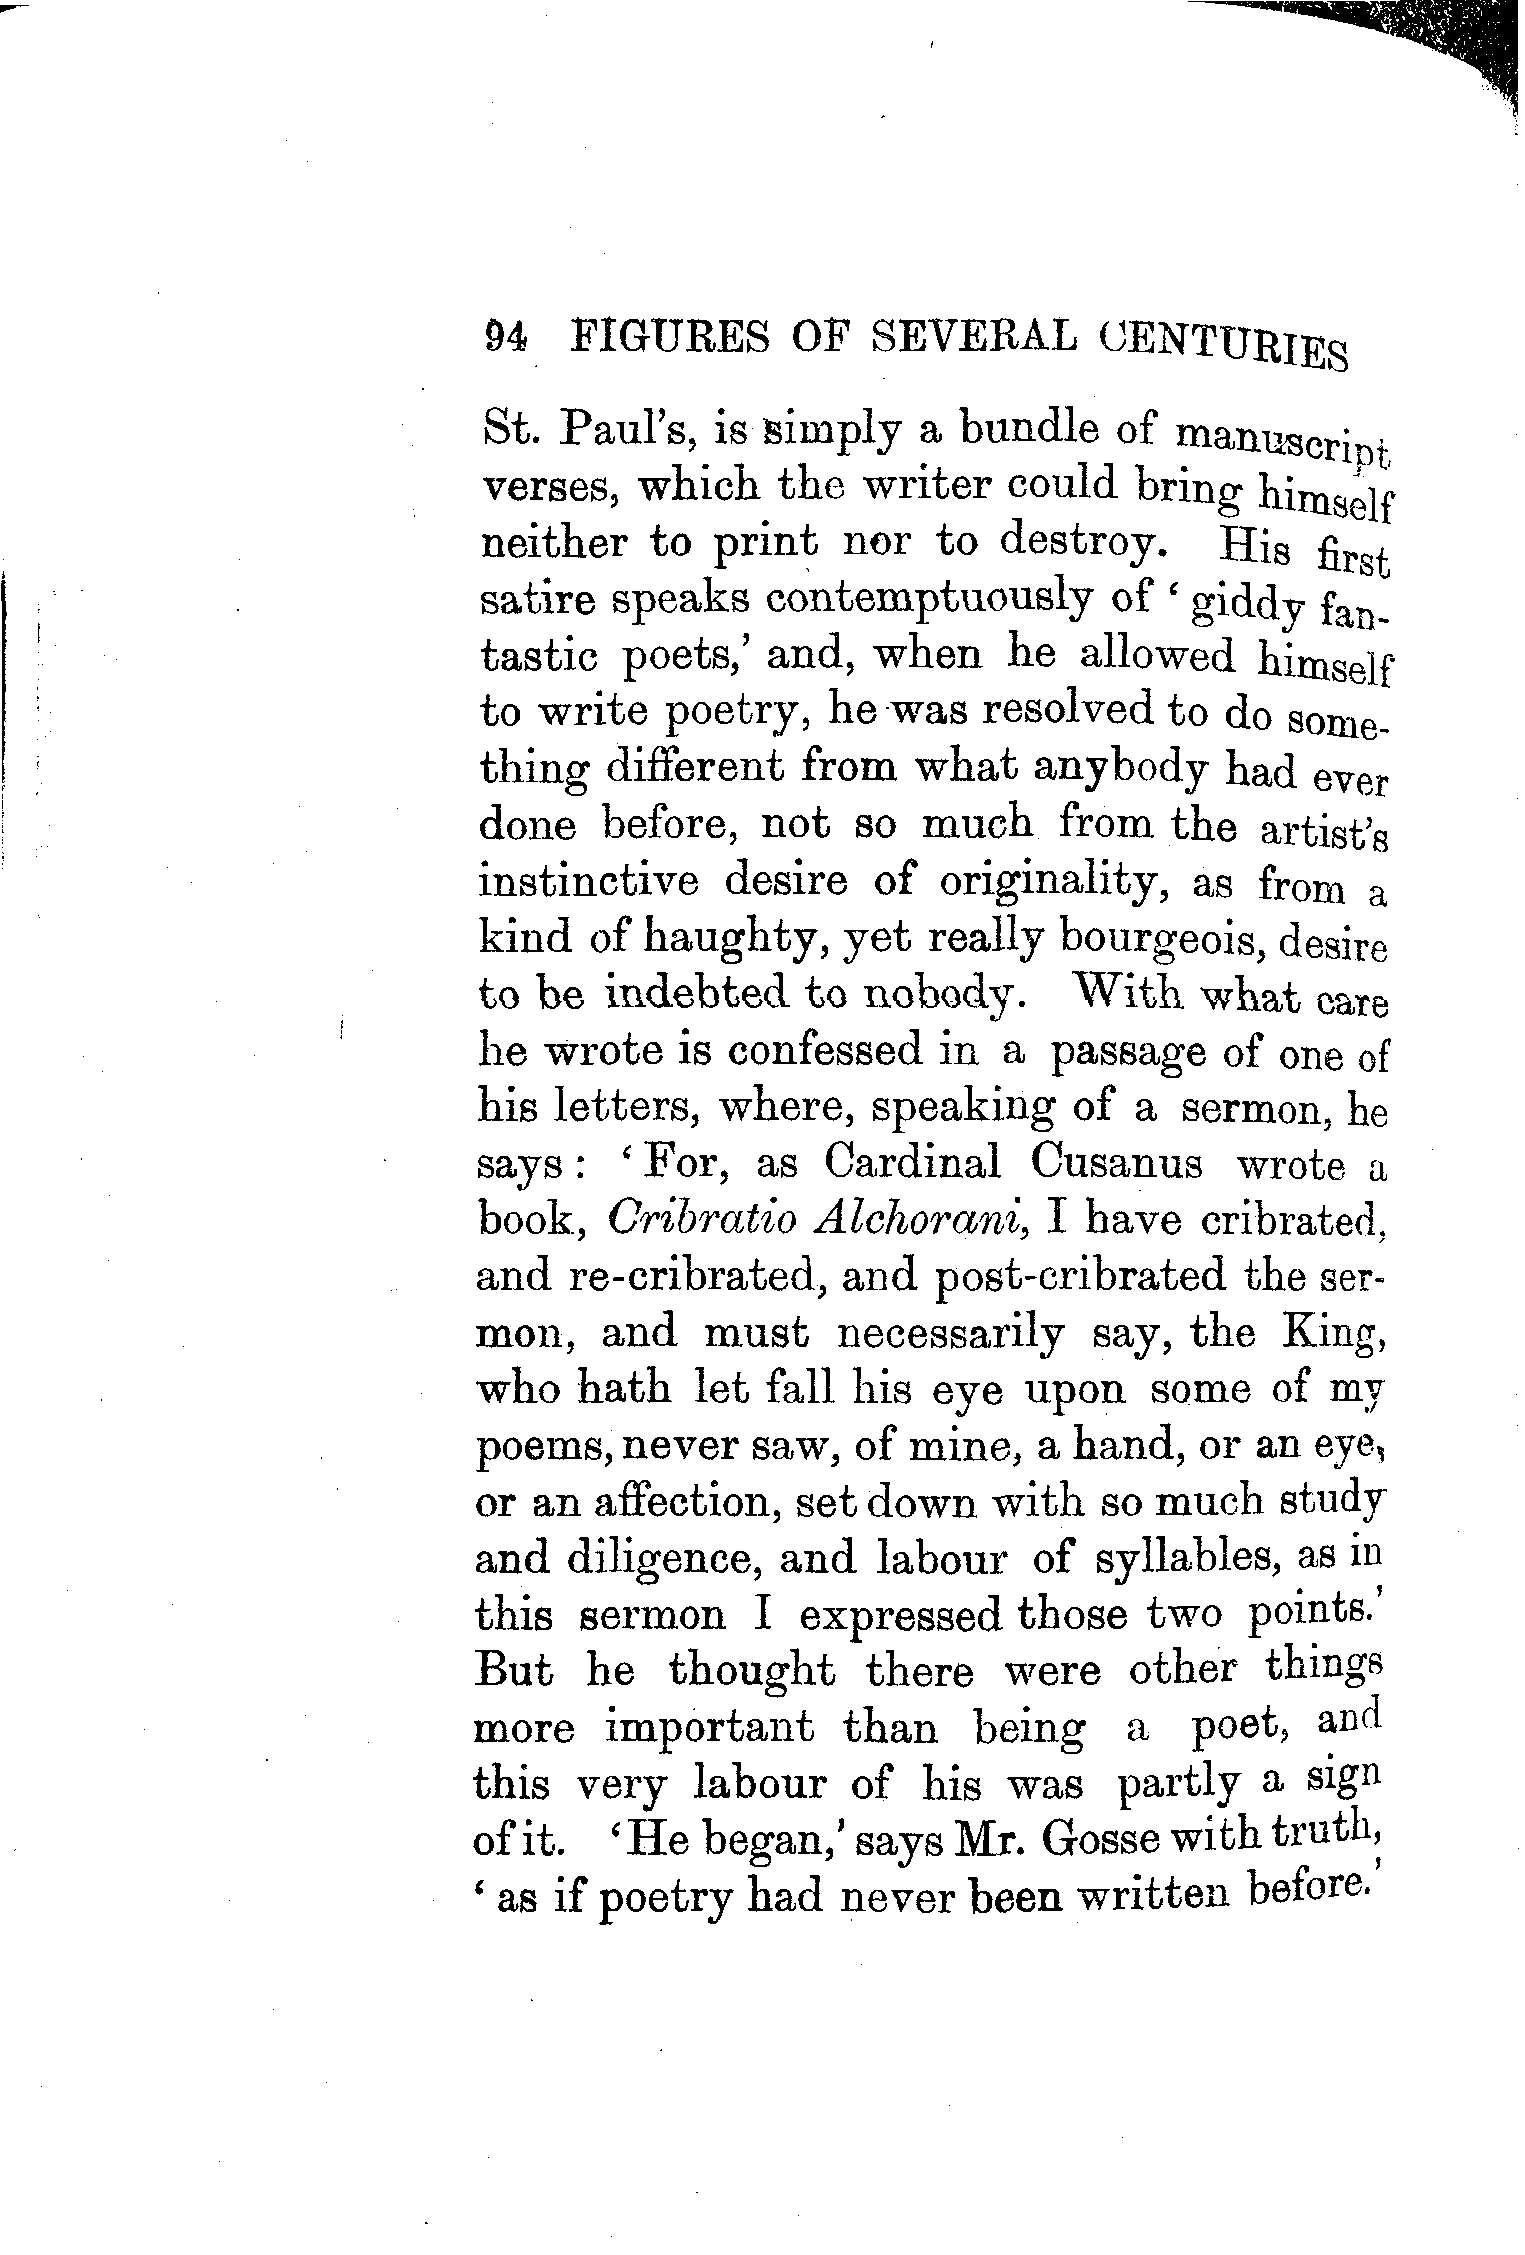 94 FIGURES OF SEVERAL CENTURIES
St. Paul's, is simply a bundle of manuscript
verses, which the writer could bring himself
neither to print nor to destroy. His first
satire speaks contemptuously of ‘ giddy fan-
tastic poets,’ and, when he allowed himself
to write poetry, he was resolved to do some-
thing different from what anybody had ever
done before, not so much from the artist's
instinctive desire of originality, as from a
kind of haughty, yet really bourgeois, desire
to be indebted to nobody. With what care
he wrote is confessed in a passage of one of
his letters, where, speaking of a sermon, he
says : ‘ For, as Cardinal Cusanus wrote a
book, Cribratio Alchorani, I have cribrated,
and re-cribrated, and post-cribrated the ser-
mon, and must necessarily say, the King,
who hath let fall his eye upon some of my
poems, never saw, of mine, a hand, or an eye,
or an affection, set down with so much study
and diligence, and labour of syllables, as in
this sermon I expressed those two points.’
But he thought there were other things
more important than being a poet, and
this very labour of his was partly a sign
of it. ‘He began,’ says Mr. Gosse with truth,
‘ as if poetry had never been written before.’